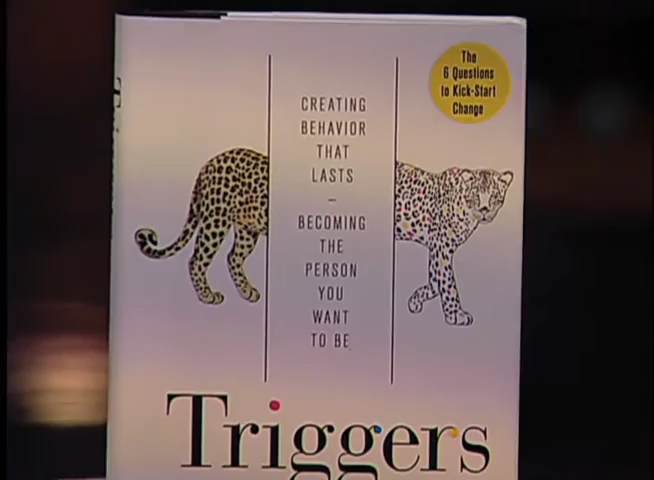 The
6 Questions
to Kick-Start
Change
CREATING
BEHAVIOR
THAT
LASTS
–
BECOMING
THE
PERSON
YOU
WANT
TO BE
Triggers